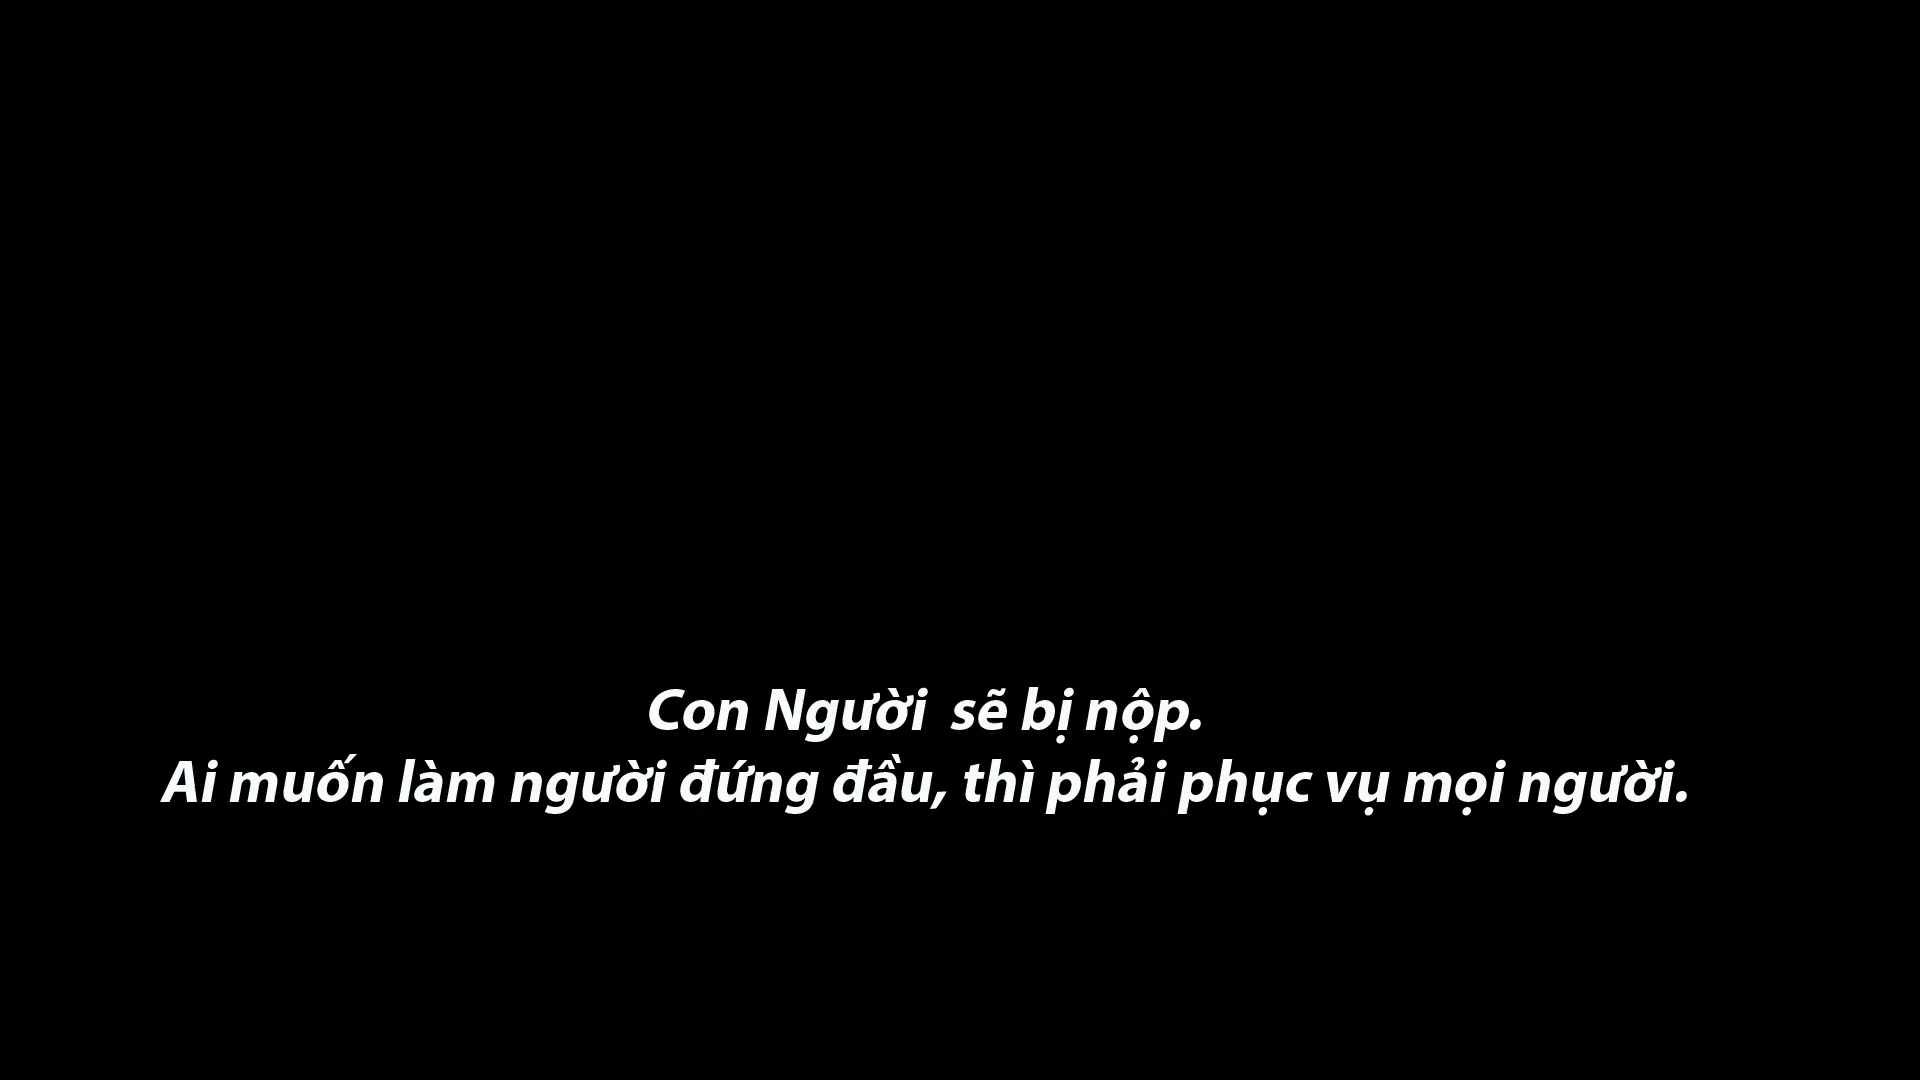 Con Người  sẽ bị nộp.
Ai muốn làm người đứng đầu, thì phải phục vụ mọi người.